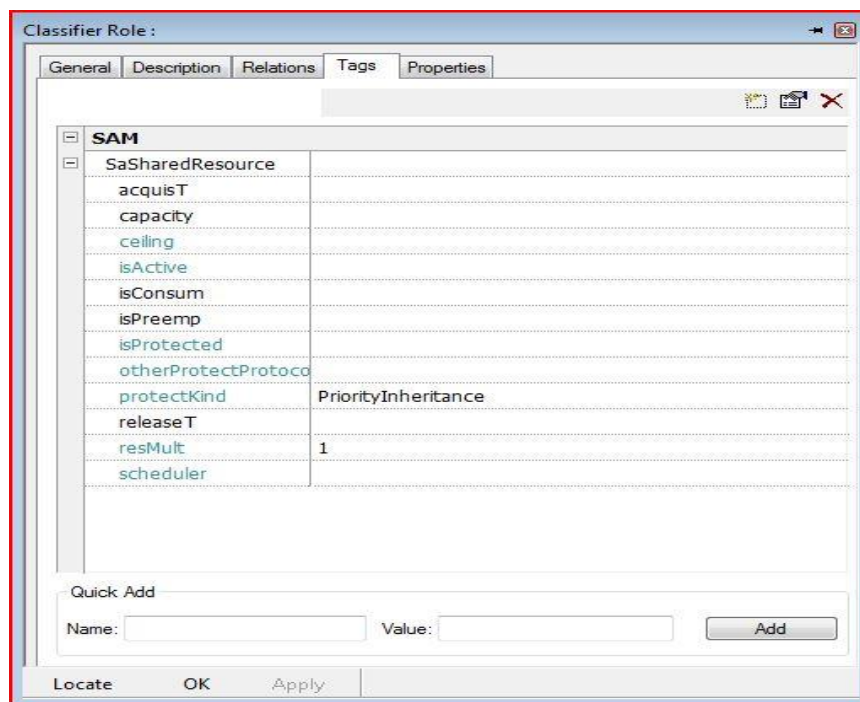 Classifier Role :
General Description Relations Tags Properties
SAM
SaSharedResource
acquisT
capacity
ceiling
isActive
isConsum
isPreemp
isProtected
otherProtectProtoco
protectKind PriorityInheritance
releaseT
resMult 1
scheduler
Quick Add
Name: Value: Add
Locate OK Apply